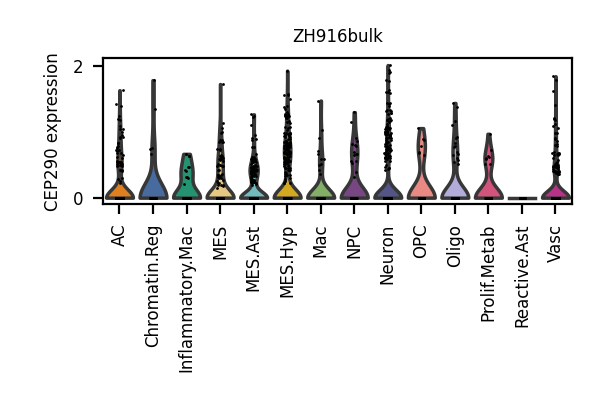 ZH916bulk
CEP290 expression
2
0
AC
Chromatin.Reg
Inflammatory.Mac
MES
MES.Ast
MES.Hyp
Mac
NPC
Neuron
OPC
Oligo
Prolif.Metab
Reactive.Ast
Vasc